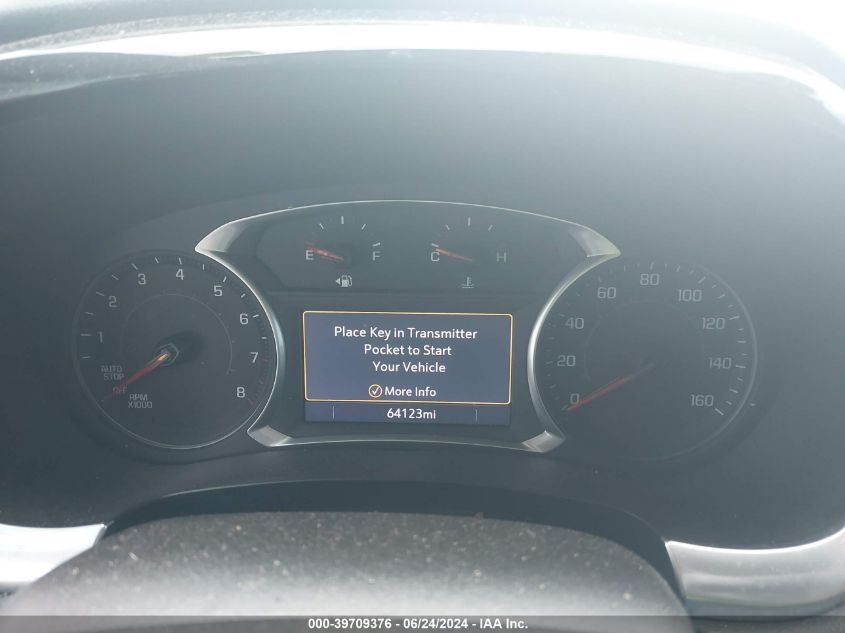 E F
C H
1
2
3
4
5
6
7
8
AUTO
STOP
OFF
RPM
X1000
Place Key in Transmitter
Pocket to Start
Your Vehicle
More Info
64123mi
0
20
40
60
80
100
120
140
160
000-39709376 - 06/24/2024 - IAA Inc.